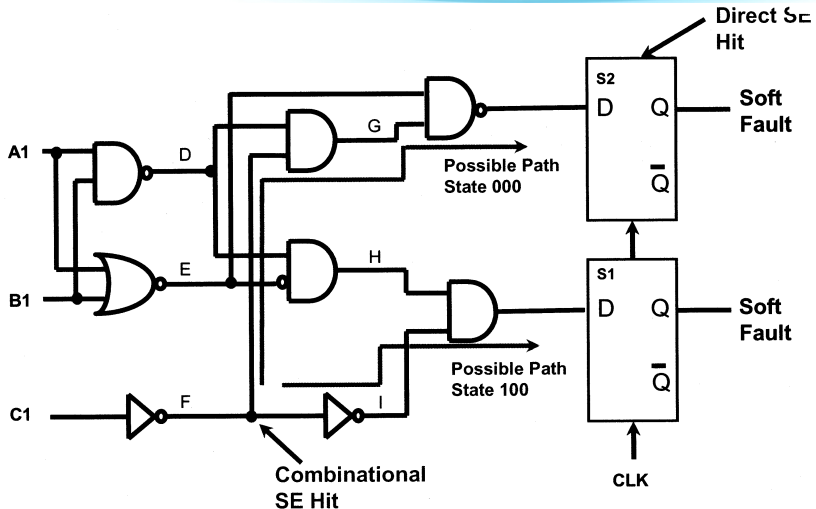 Direct SE
Hit
S2
D Q
Soft
Fault
Q
G
A1
D
Possible Path
State 000
E
H
B1
S1
D Q
Soft
Fault
Q
Possible Path
State 100
C1
F
I
Combinational
SE Hit
CLK